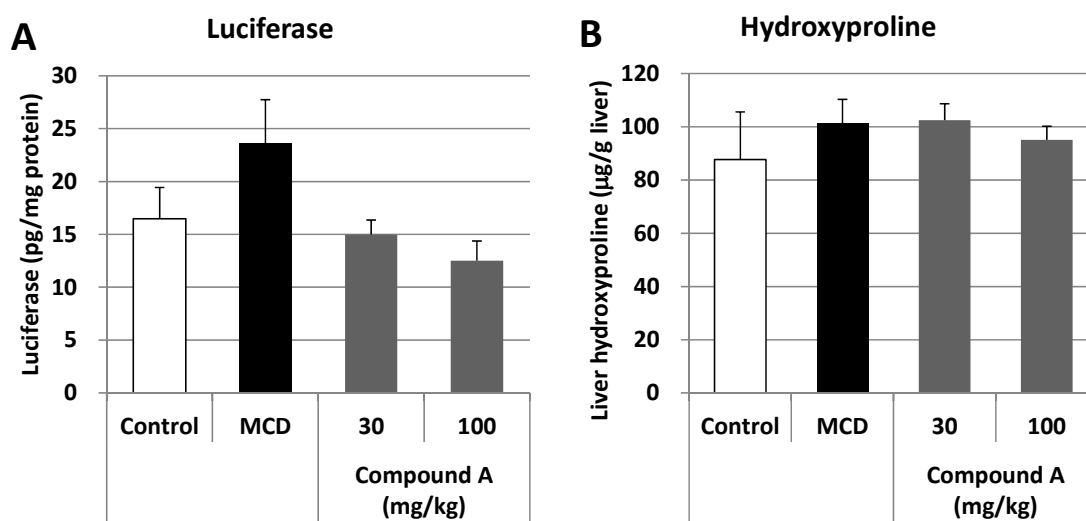 A
Luciferase
Luciferase (pg/mg protein)
30
25
20
15
10
5
0
Control MCD 30 100
Compound A
(mg/kg)
B
Hydroxyproline
Liver hydroxyproline (µg/g liver)
120
100
80
60
40
20
0
Control MCD 30 100
Compound A
(mg/kg)